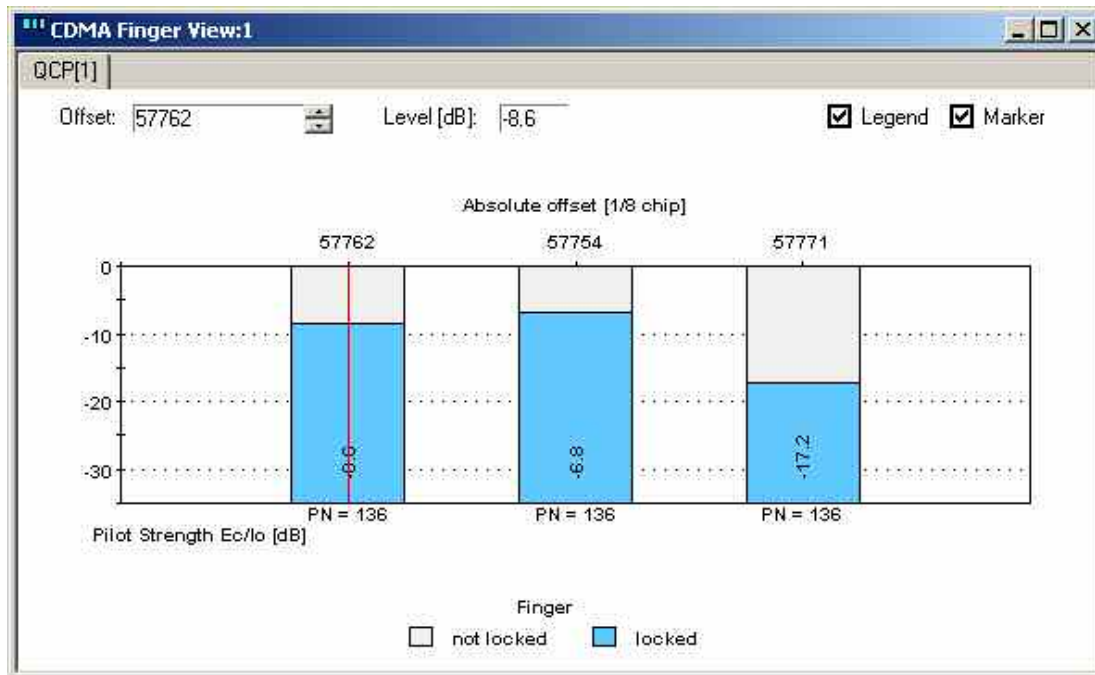 CDMA Finger View:1
QCP[1]
Offset: 57762 Level [dB]: -8.6 Legend Marker
Absolute offset [1/8 chip]
57762 57754 57771
0
-10
-20
-30
-8.6 -6.8 -17.2
PN = 136 PN = 136 PN = 136
Pilot Strength Ec/Io [dB]
Finger
not locked locked